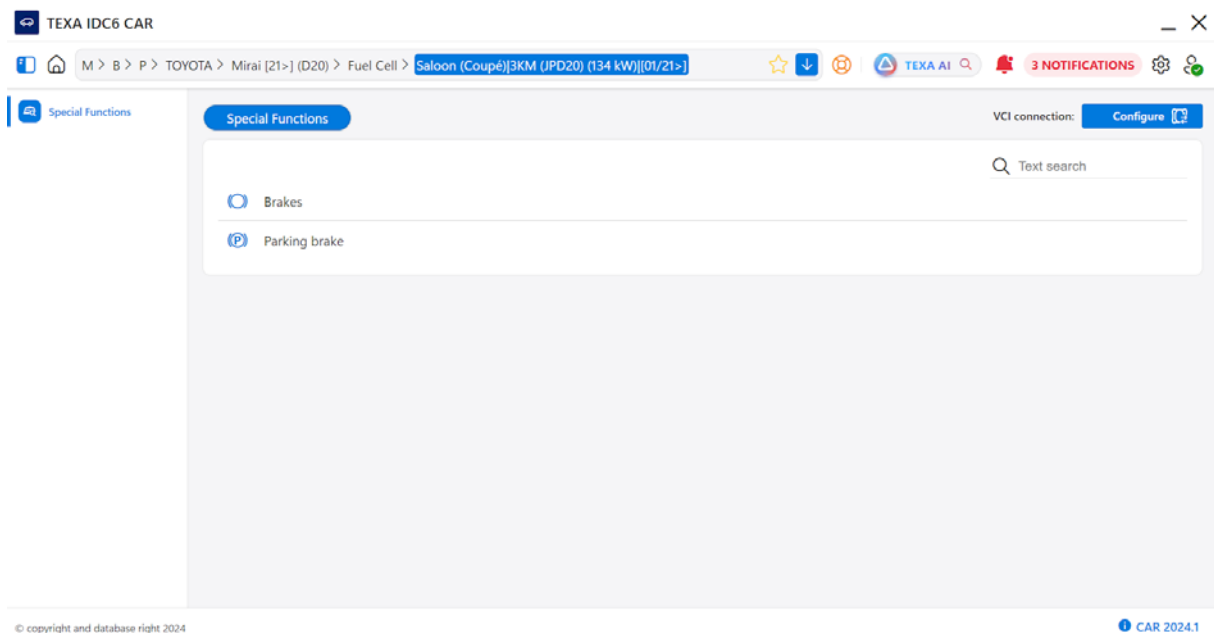 TEXA IDC6 CAR
M > B > P > TOYOTA > Mirai [21>] (D20) > Fuel Cell > Saloon (Coupé)|3KM (JPD20) (134 kW)|[01/21>]
TEXA AI
3 NOTIFICATIONS
Special Functions
Special Functions
VCI connection:
Configure
Text search
Brakes
P
Parking brake
© copyright and database right 2024
CAR 2024.1